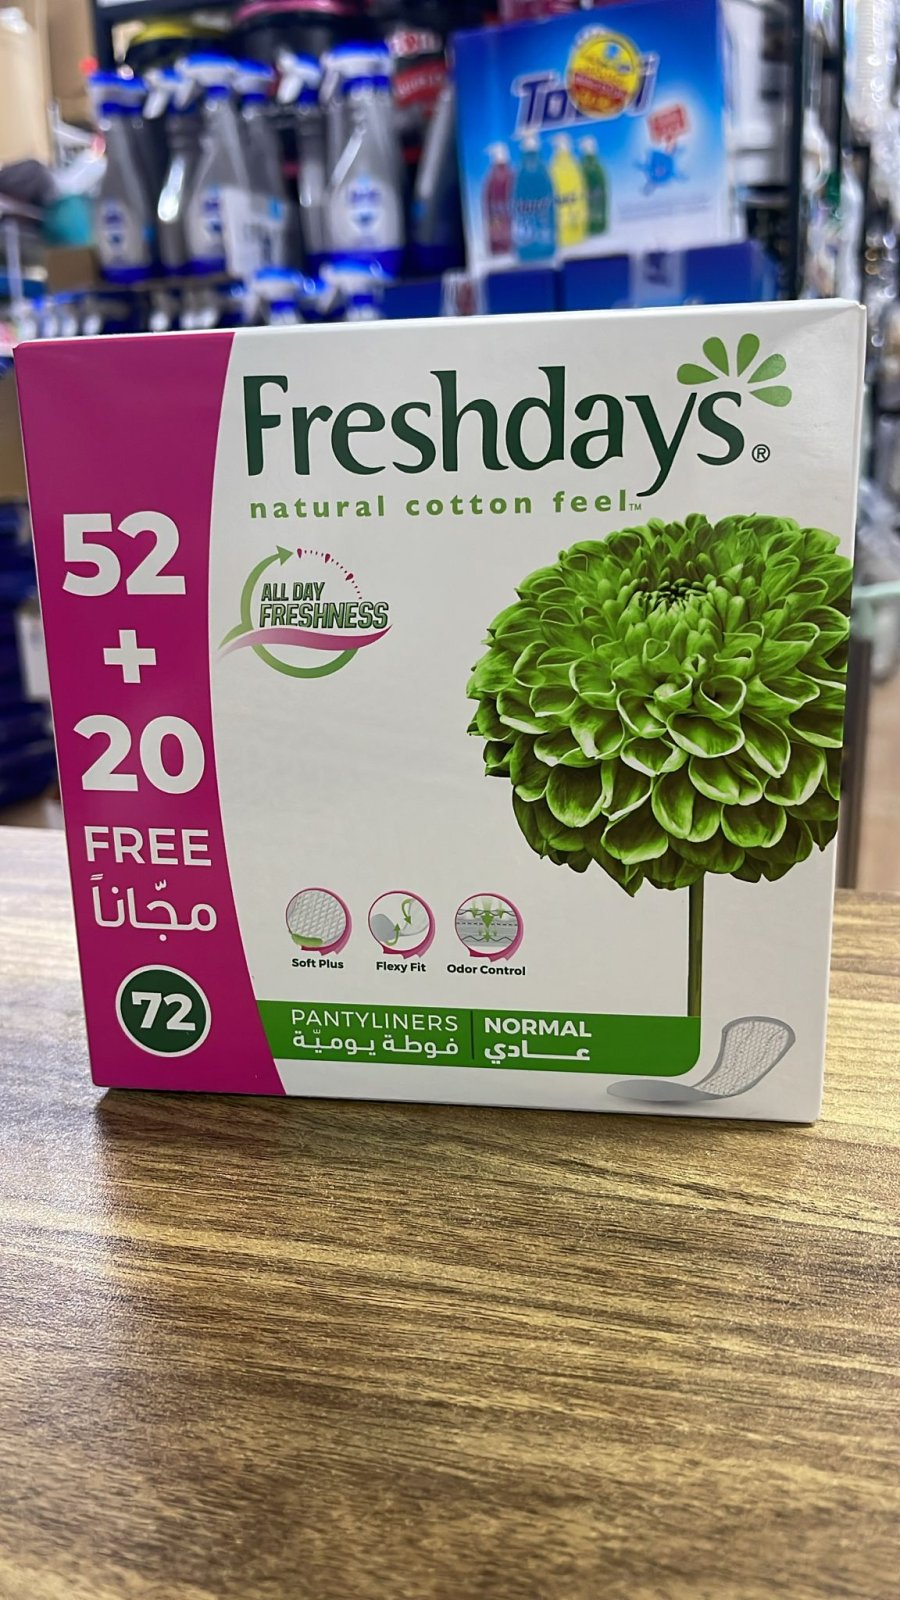 Freshdays®
natural cotton feel™
52
+
20
FREE
مجّاناً
72
ALL DAY
FRESHNESS
Soft Plus
Flexy Fit
Odor Control
PANTYLINERS
فوطة يوميّة
NORMAL
عـــادي